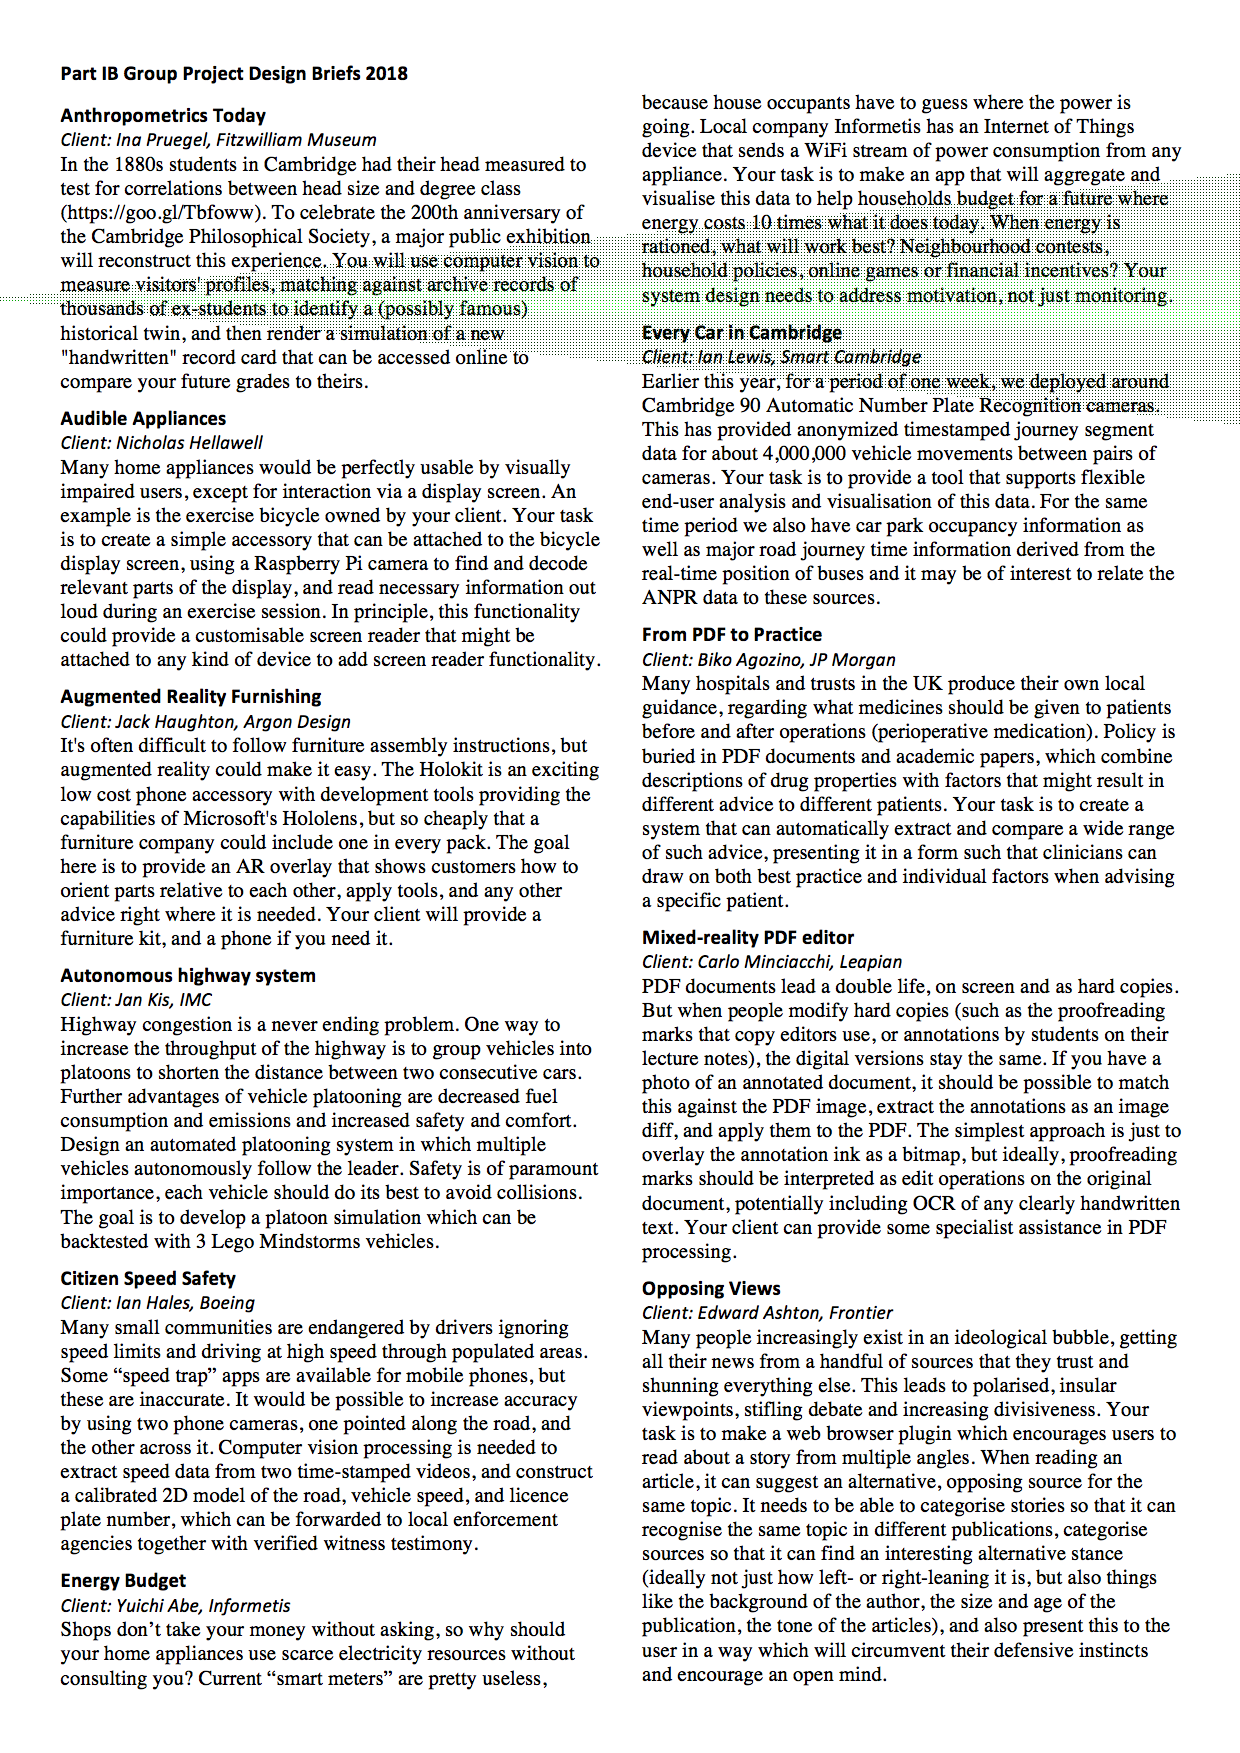 Part IB Group Project Design Briefs 2018
Anthropometrics Today
Client: Ina Pruegel, Fitzwilliam Museum
In the 1880s students in Cambridge had their head measured to
test for correlations between head size and degree class
(https://goo.gl/Tbfoww). To celebrate the 200th anniversary of
the Cambridge Philosophical Society, a major public exhibition
will reconstruct this experience. You will use computer vision to
measure visitors' profiles, matching against archive records of
thousands of ex-students to identify a (possibly famous)
historical twin, and then render a simulation of a new
"handwritten" record card that can be accessed online to
compare your future grades to theirs.
Audible Appliances
Client: Nicholas Hellawell
Many home appliances would be perfectly usable by visually
impaired users, except for interaction via a display screen. An
example is the exercise bicycle owned by your client. Your task
is to create a simple accessory that can be attached to the bicycle
display screen, using a Raspberry Pi camera to find and decode
relevant parts of the display, and read necessary information out
loud during an exercise session. In principle, this functionality
could provide a customisable screen reader that might be
attached to any kind of device to add screen reader functionality.
Augmented Reality Furnishing
Client: Jack Haughton, Argon Design
It's often difficult to follow furniture assembly instructions, but
augmented reality could make it easy. The Holokit is an exciting
low cost phone accessory with development tools providing the
capabilities of Microsoft's Hololens, but so cheaply that a
furniture company could include one in every pack. The goal
here is to provide an AR overlay that shows customers how to
orient parts relative to each other, apply tools, and any other
advice right where it is needed. Your client will provide a
furniture kit, and a phone if you need it.
Autonomous highway system
Client: Jan Kis, IMC
Highway congestion is a never ending problem. One way to
increase the throughput of the highway is to group vehicles into
platoons to shorten the distance between two consecutive cars.
Further advantages of vehicle platooning are decreased fuel
consumption and emissions and increased safety and comfort.
Design an automated platooning system in which multiple
vehicles autonomously follow the leader. Safety is of paramount
importance, each vehicle should do its best to avoid collisions.
The goal is to develop a platoon simulation which can be
backtested with 3 Lego Mindstorms vehicles.
Citizen Speed Safety
Client: Ian Hales, Boeing
Many small communities are endangered by drivers ignoring
speed limits and driving at high speed through populated areas.
Some “speed trap” apps are available for mobile phones, but
these are inaccurate. It would be possible to increase accuracy
by using two phone cameras, one pointed along the road, and
the other across it. Computer vision processing is needed to
extract speed data from two time-stamped videos, and construct
a calibrated 2D model of the road, vehicle speed, and licence
plate number, which can be forwarded to local enforcement
agencies together with verified witness testimony.
Energy Budget
Client: Yuichi Abe, Informetis
Shops don’t take your money without asking, so why should
your home appliances use scarce electricity resources without
consulting you? Current “smart meters” are pretty useless,
because house occupants have to guess where the power is
going. Local company Informetis has an Internet of Things
device that sends a WiFi stream of power consumption from any
appliance. Your task is to make an app that will aggregate and
visualise this data to help households budget for a future where
energy costs 10 times what it does today. When energy is
rationed, what will work best? Neighbourhood contests,
household policies, online games or financial incentives? Your
system design needs to address motivation, not just monitoring.
Every Car in Cambridge
Client: Ian Lewis, Smart Cambridge
Earlier this year, for a period of one week, we deployed around
Cambridge 90 Automatic Number Plate Recognition cameras.
This has provided anonymized timestamped journey segment
data for about 4,000,000 vehicle movements between pairs of
cameras. Your task is to provide a tool that supports flexible
end-user analysis and visualisation of this data. For the same
time period we also have car park occupancy information as
well as major road journey time information derived from the
real-time position of buses and it may be of interest to relate the
ANPR data to these sources.
From PDF to Practice
Client: Biko Agozino, JP Morgan
Many hospitals and trusts in the UK produce their own local
guidance, regarding what medicines should be given to patients
before and after operations (perioperative medication). Policy is
buried in PDF documents and academic papers, which combine
descriptions of drug properties with factors that might result in
different advice to different patients. Your task is to create a
system that can automatically extract and compare a wide range
of such advice, presenting it in a form such that clinicians can
draw on both best practice and individual factors when advising
a specific patient.
Mixed-reality PDF editor
Client: Carlo Minciacchi, Leapian
PDF documents lead a double life, on screen and as hard copies.
But when people modify hard copies (such as the proofreading
marks that copy editors use, or annotations by students on their
lecture notes), the digital versions stay the same. If you have a
photo of an annotated document, it should be possible to match
this against the PDF image, extract the annotations as an image
diff, and apply them to the PDF. The simplest approach is just to
overlay the annotation ink as a bitmap, but ideally, proofreading
marks should be interpreted as edit operations on the original
document, potentially including OCR of any clearly handwritten
text. Your client can provide some specialist assistance in PDF
processing.
Opposing Views
Client: Edward Ashton, Frontier
Many people increasingly exist in an ideological bubble, getting
all their news from a handful of sources that they trust and
shunning everything else. This leads to polarised, insular
viewpoints, stifling debate and increasing divisiveness. Your
task is to make a web browser plugin which encourages users to
read about a story from multiple angles. When reading an
article, it can suggest an alternative, opposing source for the
same topic. It needs to be able to categorise stories so that it can
recognise the same topic in different publications, categorise
sources so that it can find an interesting alternative stance
(ideally not just how left- or right-leaning it is, but also things
like the background of the author, the size and age of the
publication, the tone of the articles), and also present this to the
user in a way which will circumvent their defensive instincts
and encourage an open mind.